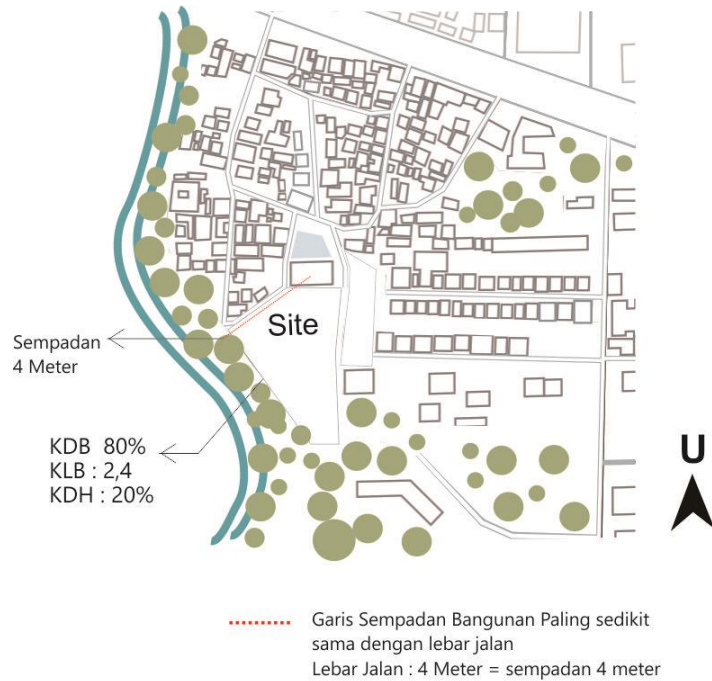 Site
Sempadan
4 Meter
KDB 80%
KLB : 2,4
KDH : 20%
U
Garis Sempadan Bangunan Paling sedikit
sama dengan lebar jalan
Lebar Jalan : 4 Meter = sempadan 4 meter